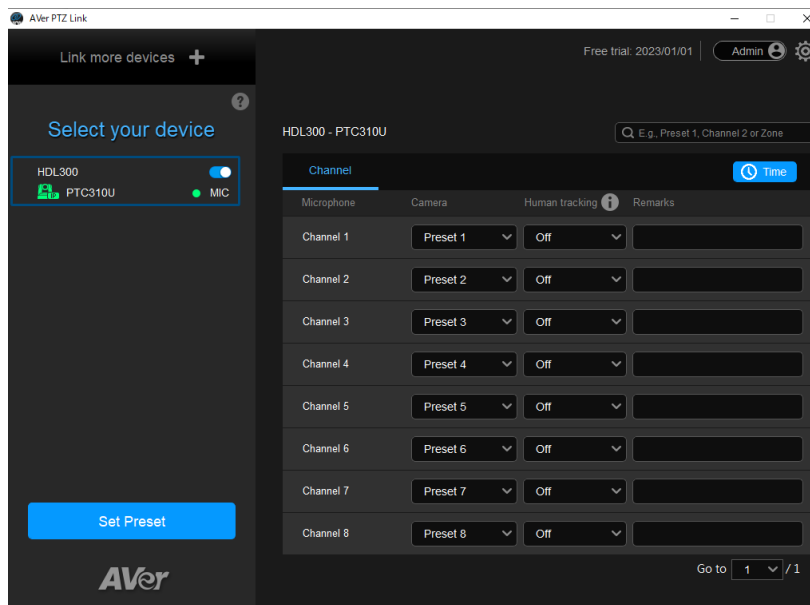 AVer PTZ Link
Link more devices
Free trial: 2023/01/01
Admin
Select your device
HDL300
PTC310U
MIC
Set Preset
AVer
HDL300 - PTC310U
E.g., Preset 1, Channel 2 or Zone
Channel
Time
Microphone Camera Human tracking Remarks
Channel 1 Preset 1 Off
Channel 2 Preset 2 Off
Channel 3 Preset 3 Off
Channel 4 Preset 4 Off
Channel 5 Preset 5 Off
Channel 6 Preset 6 Off
Channel 7 Preset 7 Off
Channel 8 Preset 8 Off
Go to 1 / 1